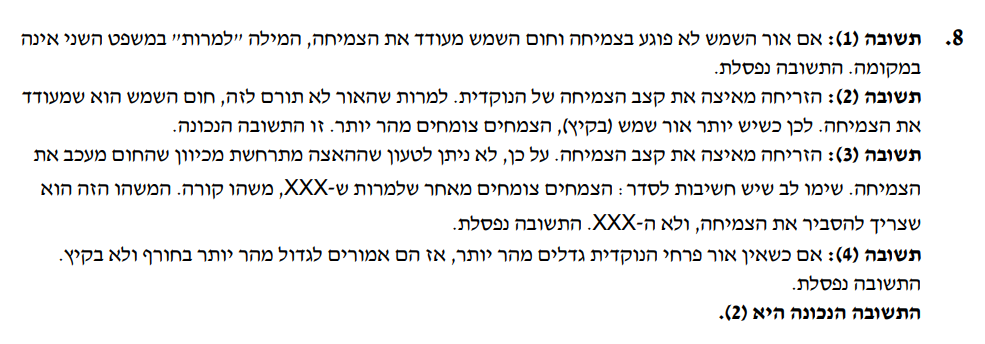 8. תשובה (1): אם אור השמש לא פוגע בצמיחה וחום השמש מעודד את הצמיחה, המילה "למרות" במשפט השני אינה
במקומה. התשובה נפסלת.
תשובה (2): הזריחה מאיצה את קצב הצמיחה של הנוקדית. למרות שהאור לא תורם לזה, חום השמש הוא שמעודד
את הצמיחה. לכן כשיש יותר אור שמש (בקיץ), הצמחים צומחים מהר יותר. זו התשובה הנכונה.
תשובה (3): הזריחה מאיצה את קצב הצמיחה. על כן, לא ניתן לטעון שההאצה מתרחשת מכיוון שהחום מעכב את
הצמיחה. שימו לב שיש חשיבות לסדר: הצמחים צומחים מאחר שלמרות ש-XXX, משהו קורה. המשהו הזה הוא
שצריך להסביר את הצמיחה, ולא ה-XXX. התשובה נפסלת.
תשובה (4): אם כשאין אור פרחי הנוקדית גדלים מהר יותר, אז הם אמורים לגדול מהר יותר בחורף ולא בקיץ.
התשובה נפסלת.
התשובה הנכונה היא (2).